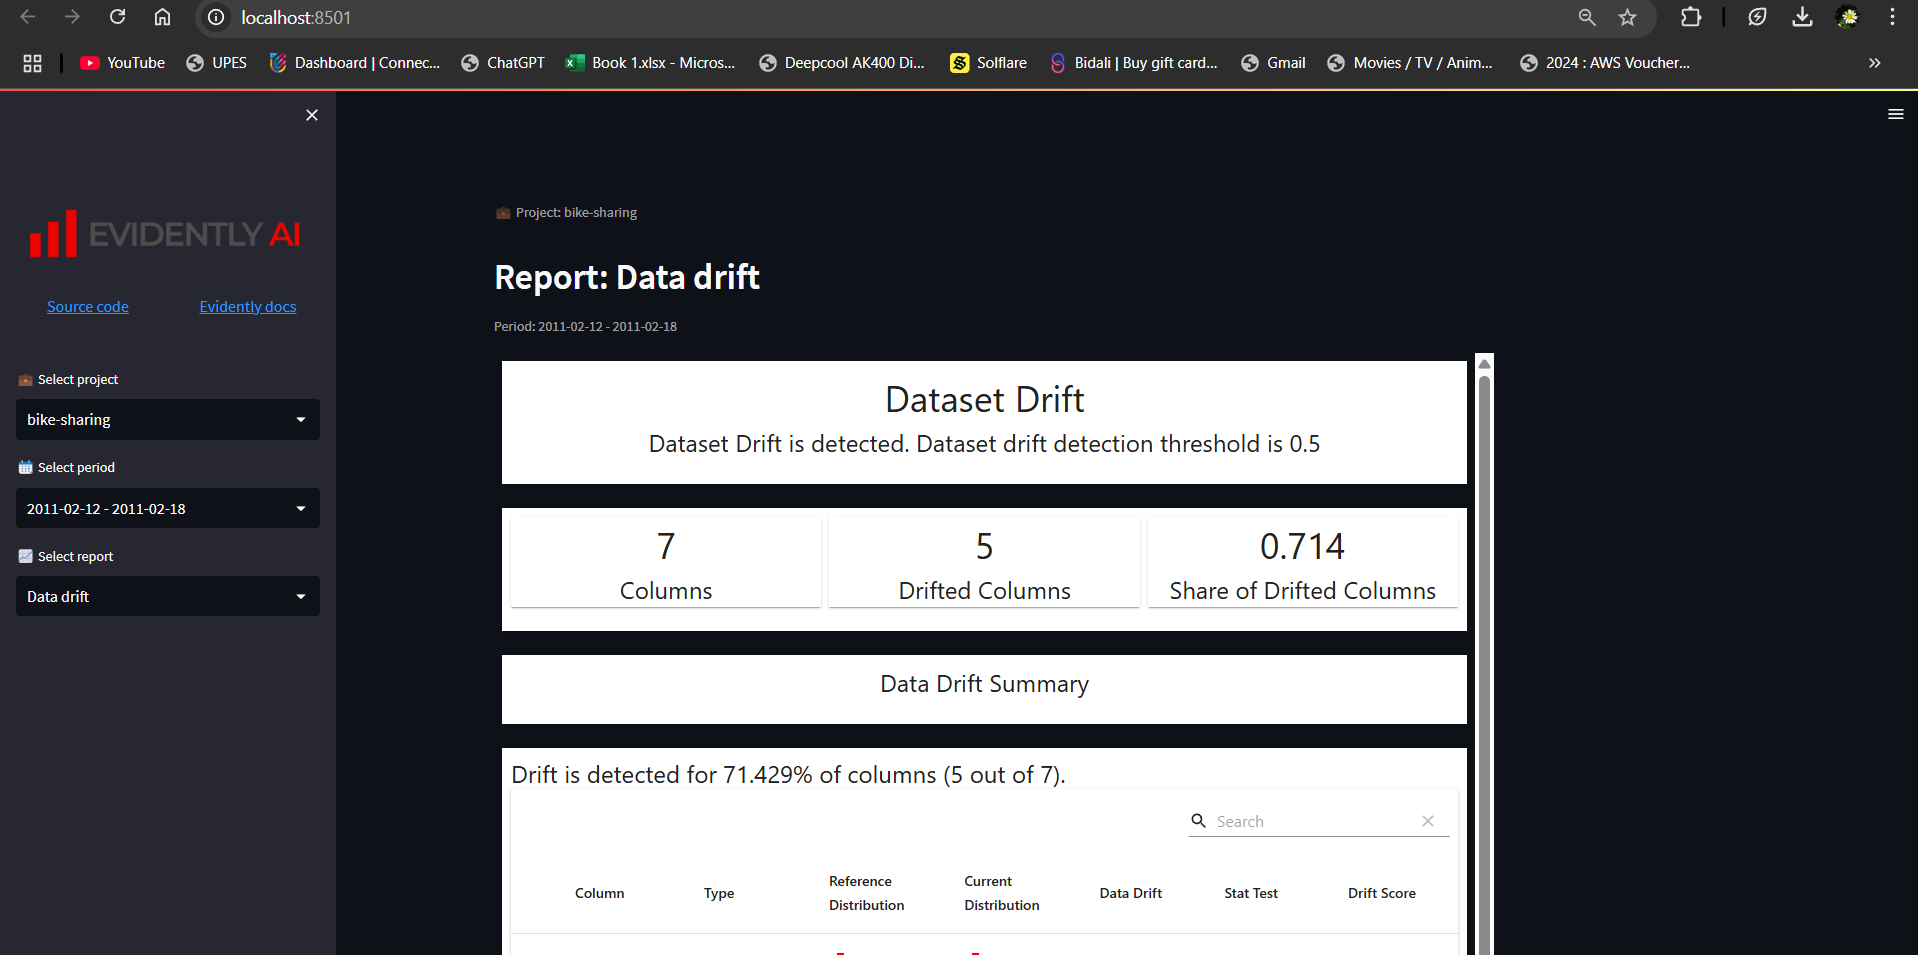 localhost:8501
YouTube UPES Dashboard | Connec... ChatGPT Book 1.xlsx - Micros... Deepcool AK400 Di... Solflare Bidali | Buy gift card... Gmail Movies / TV / Anim... 2024 : AWS Voucher...
EVIDENTLY AI
Source code Evidently docs
Select project
bike-sharing
Select period
2011-02-12 - 2011-02-18
Select report
Data drift
Project: bike-sharing
Report: Data drift
Period: 2011-02-12 - 2011-02-18
Dataset Drift
Dataset Drift is detected. Dataset drift detection threshold is 0.5
7 5 0.714
Columns Drifted Columns Share of Drifted Columns
Data Drift Summary
Drift is detected for 71.429% of columns (5 out of 7).
Search
Column Type Reference Distribution Current Distribution Data Drift Stat Test Drift Score